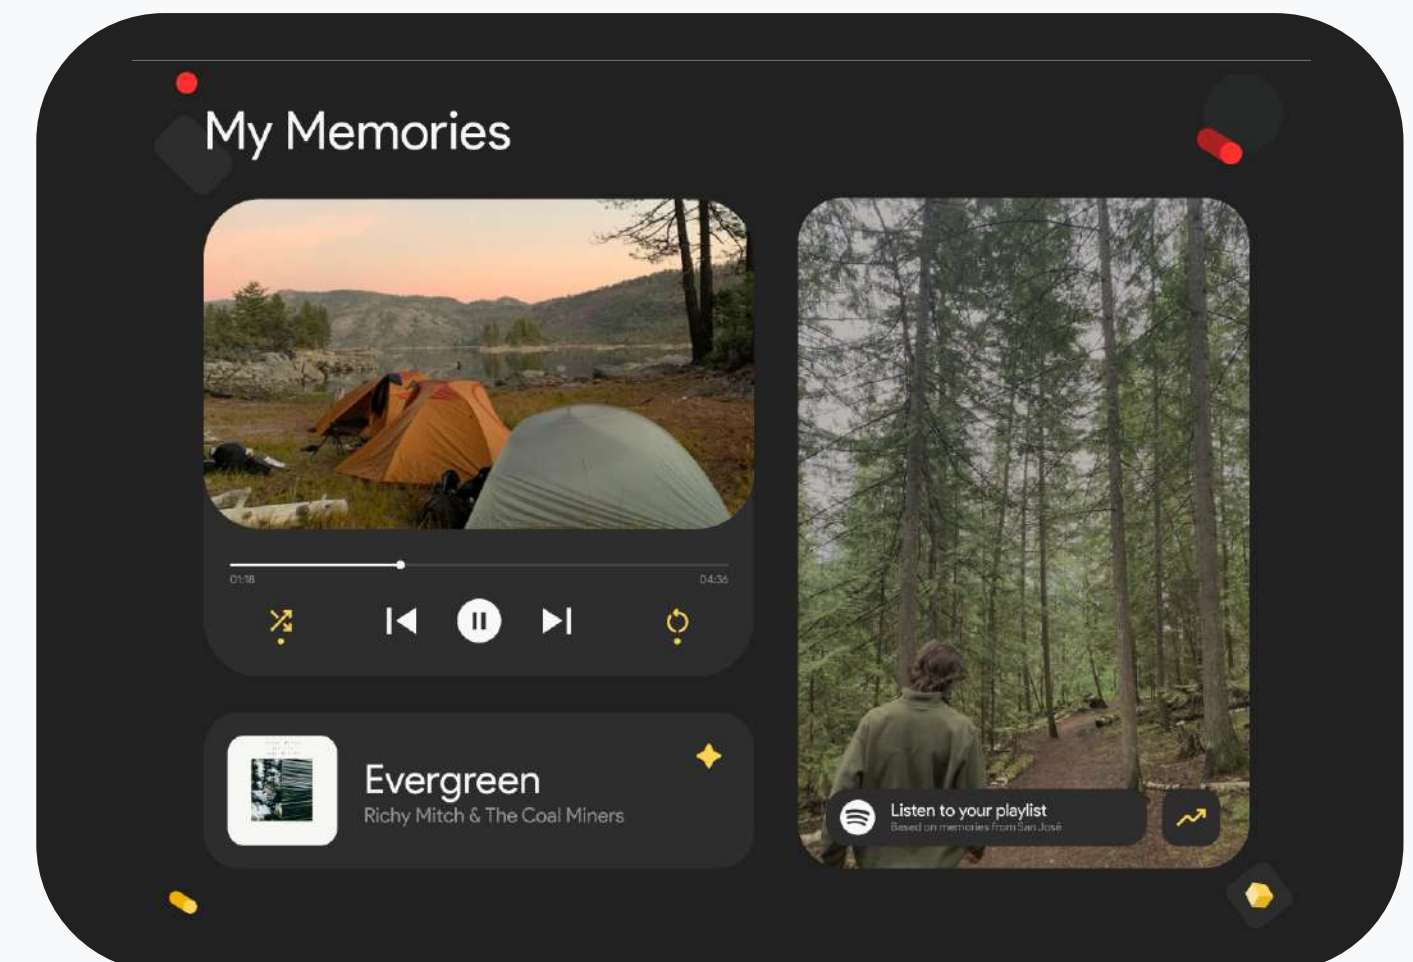 My Memories
01:18
04:36
Evergreen
Richy Mitch & The Coal Miners
Listen to your playlist
Based on memories from San José